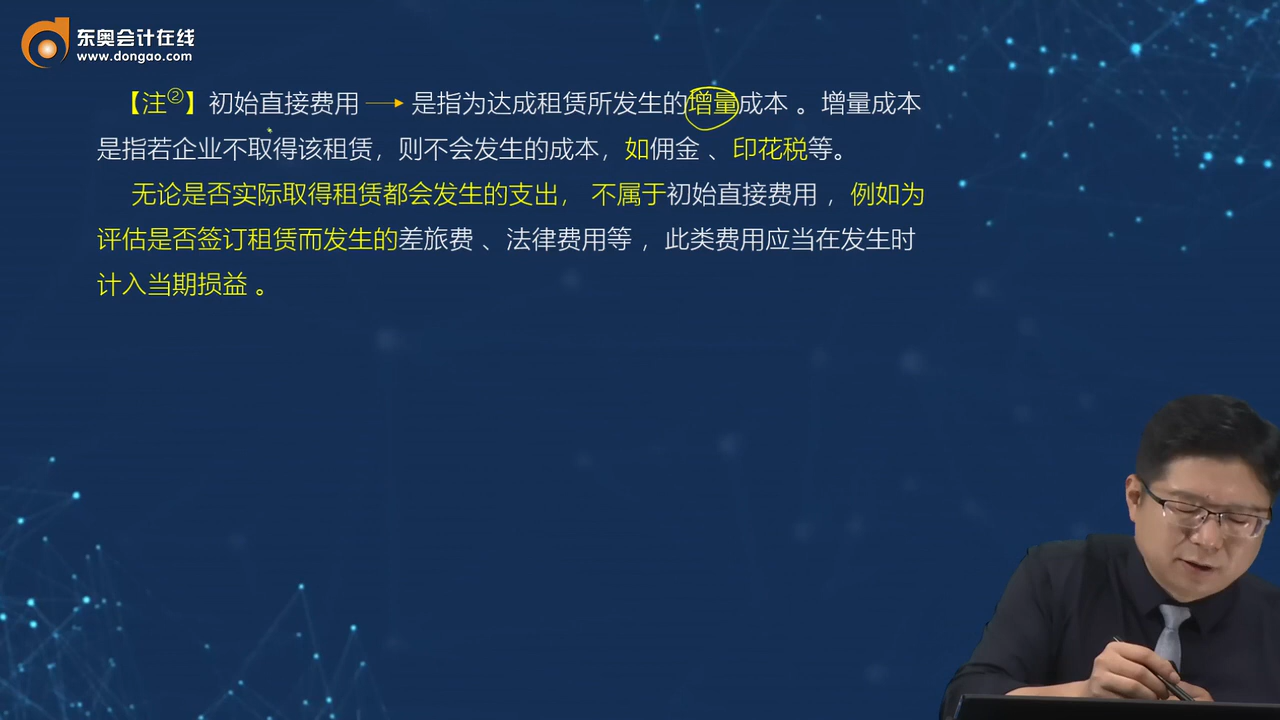 东奥会计在线
www.dongao.com
【注②】初始直接费用 → 是指为达成租赁所发生的增量成本 。增量成本
是指若企业不取得该租赁，则不会发生的成本，如佣金 、印花税等。
无论是否实际取得租赁都会发生的支出， 不属于初始直接费用 ，例如为
评估是否签订租赁而发生的差旅费 、法律费用等 ，此类费用应当在发生时
计入当期损益 。